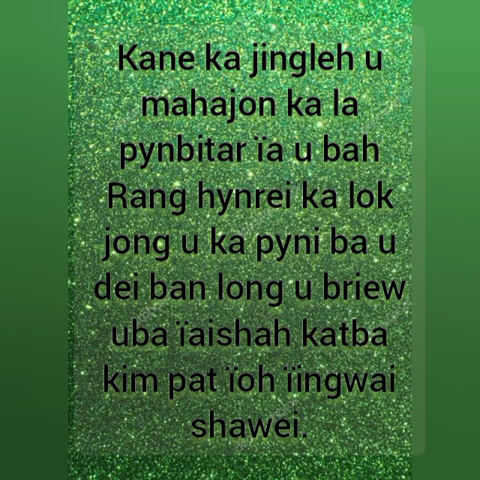 Kane ka jingleh u
mahajon ka la
pynbitar ïa u bah
Rang hynrei ka lok
jong u ka pyni ba u
dei ban long u briew
uba ïaishah katba
kim pat ïoh ïingwai
shawei.